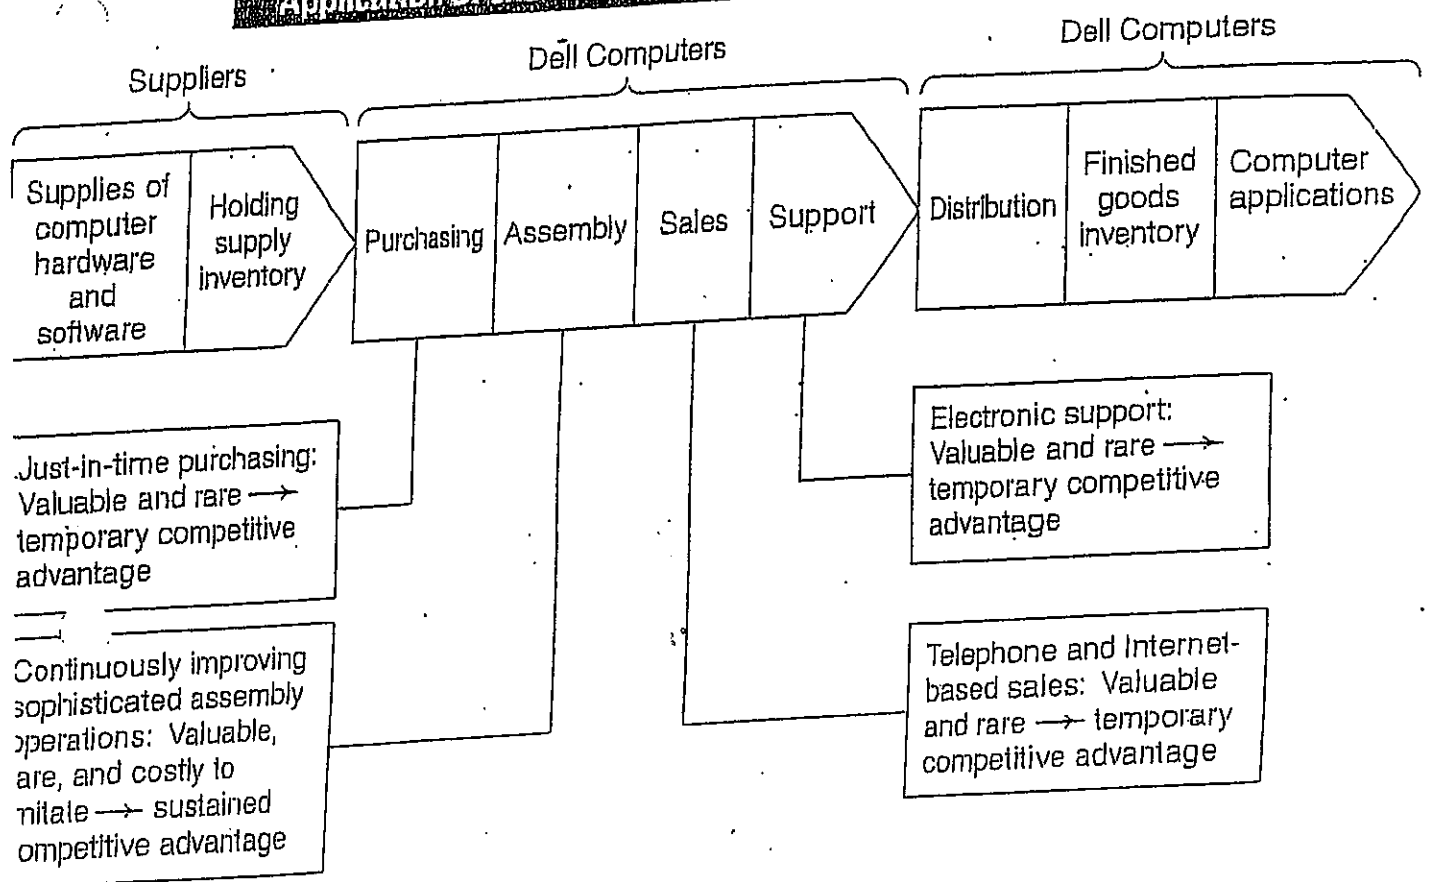 Suppliers
Dell Computers
Dell Computers
Supplies of
computer
hardware
and
software
Holding
supply
inventory
Purchasing
Assembly
Sales
Support
Distribution
Finished
goods
inventory
Computer
applications
Just-in-time purchasing:
Valuable and rare →
temporary competitive
advantage
Electronic support:
Valuable and rare →
temporary competitive
advantage
Continuously improving
sophisticated assembly
operations: Valuable,
are, and costly to
mitate → sustained
ompetitive advantage
Telephone and Internet-
based sales: Valuable
and rare → temporary
competitive advantage